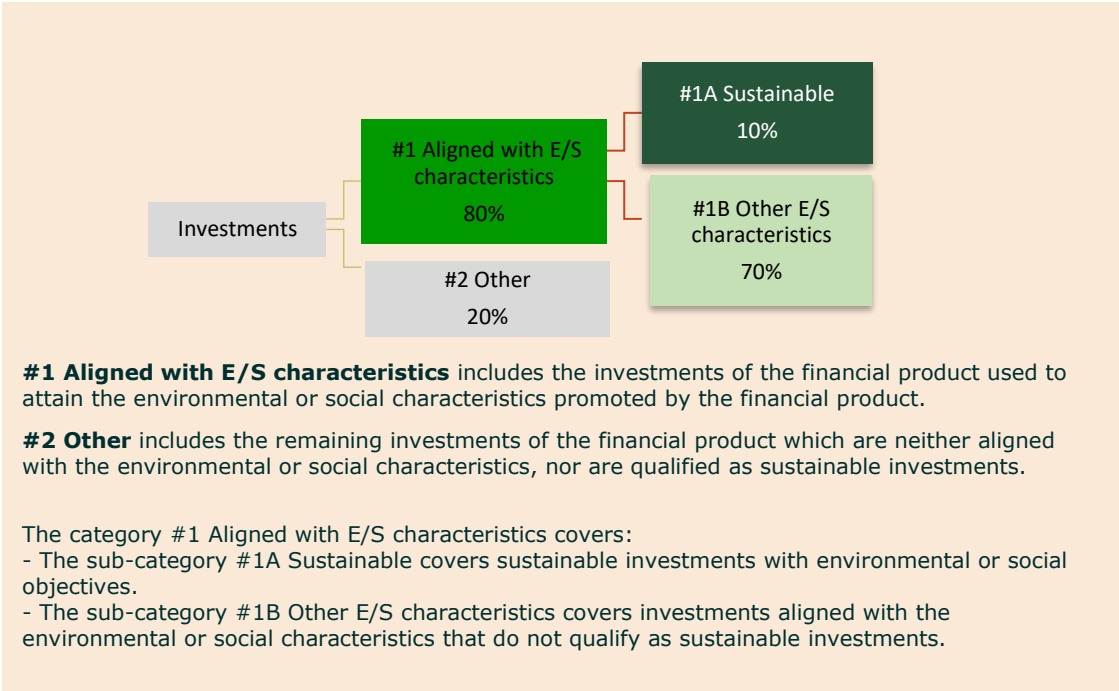 #1A Sustainable
10%
#1 Aligned with E/S
characteristics
80%
#1B Other E/S
characteristics
70%
Investments
#2 Other
20%
#1 Aligned with E/S characteristics includes the investments of the financial product used to
attain the environmental or social characteristics promoted by the financial product.
#2 Other includes the remaining investments of the financial product which are neither aligned
with the environmental or social characteristics, nor are qualified as sustainable investments.
The category #1 Aligned with E/S characteristics covers:
- The sub-category #1A Sustainable covers sustainable investments with environmental or social
objectives.
- The sub-category #1B Other E/S characteristics covers investments aligned with the
environmental or social characteristics that do not qualify as sustainable investments.